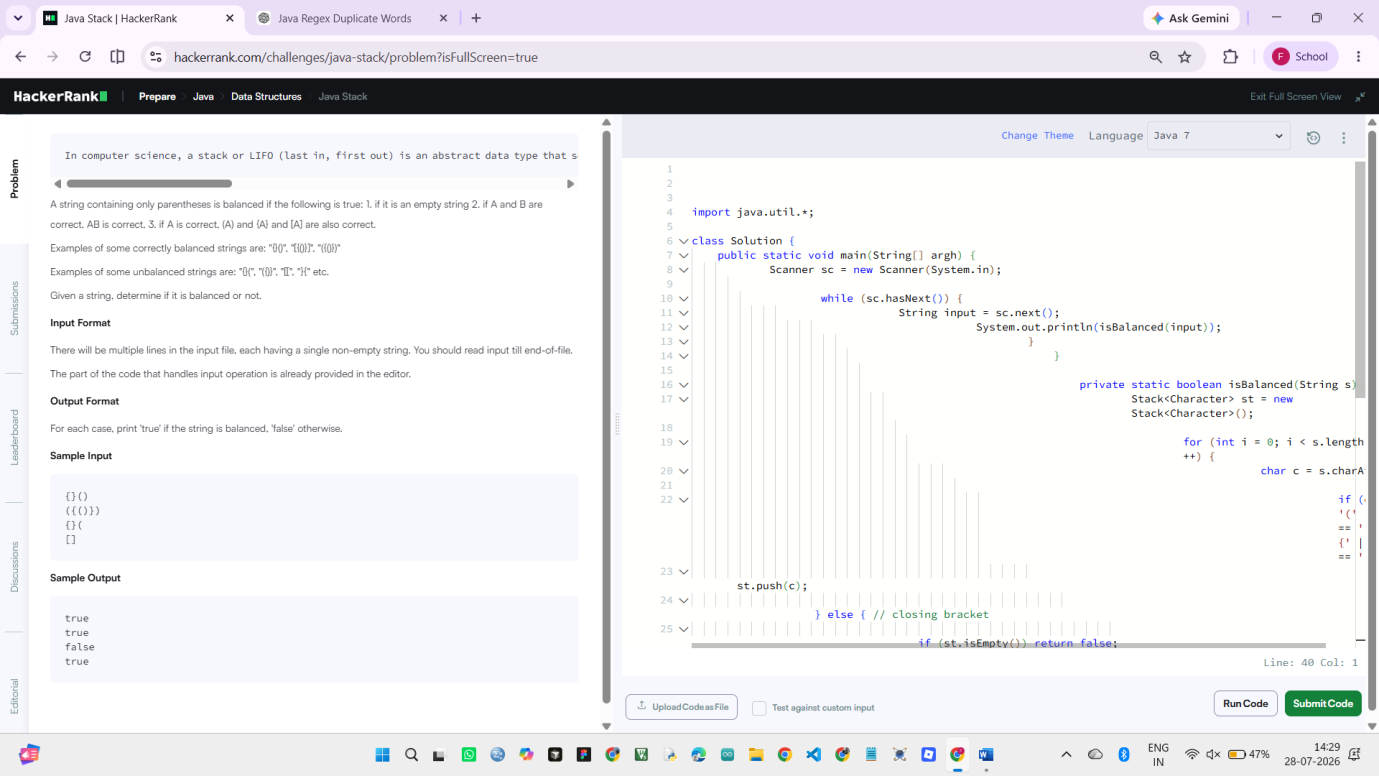 Java Stack | HackerRank
Java Regex Duplicate Words
Ask Gemini
hackerrank.com/challenges/java-stack/problem?isFullScreen=true
F School
HackerRank
Prepare
Java
Data Structures
Java Stack
Exit Full Screen View
Problem
Submissions
Leaderboard
Discussions
Editorial
In computer science, a stack or LIFO (last in, first out) is an abstract data type that s
A string containing only parentheses is balanced if the following is true: 1. if it is an empty string 2. if A and B are
correct, AB is correct, 3. if A is correct, (A) and {A} and [A] are also correct.
Examples of some correctly balanced strings are: "{}()", "[{()}]", "({()})"
Examples of some unbalanced strings are: "{}(", "({)}", "[[", "}{" etc.
Given a string, determine if it is balanced or not.
Input Format
There will be multiple lines in the input file, each having a single non-empty string. You should read input till end-of-file.
The part of the code that handles input operation is already provided in the editor.
Output Format
For each case, print 'true' if the string is balanced, 'false' otherwise.
Sample Input
{}()
({()})
{}(
[]
Sample Output
true
true
false
true
Change Theme
Language
Java 7
1
2
3
4 import java.util.*;
5
6 class Solution {
7 public static void main(String[] argh) {
8 Scanner sc = new Scanner(System.in);
9
10 while (sc.hasNext()) {
11 String input = sc.next();
12 System.out.println(isBalanced(input));
13 }
14 }
15
16 private static boolean isBalanced(String s)
17 Stack<Character> st = new
Stack<Character>();
18
19 for (int i = 0; i < s.length
++) {
20 char c = s.charA
21
22 if (
'('
== '
{' |
== '
23
st.push(c);
24
} else { // closing bracket
25
if (st.isEmpty()) return false;
Line: 40 Col: 1
Upload Code as File
Test against custom input
Run Code
Submit Code
ENG
IN
47%
14:29
28-07-2026